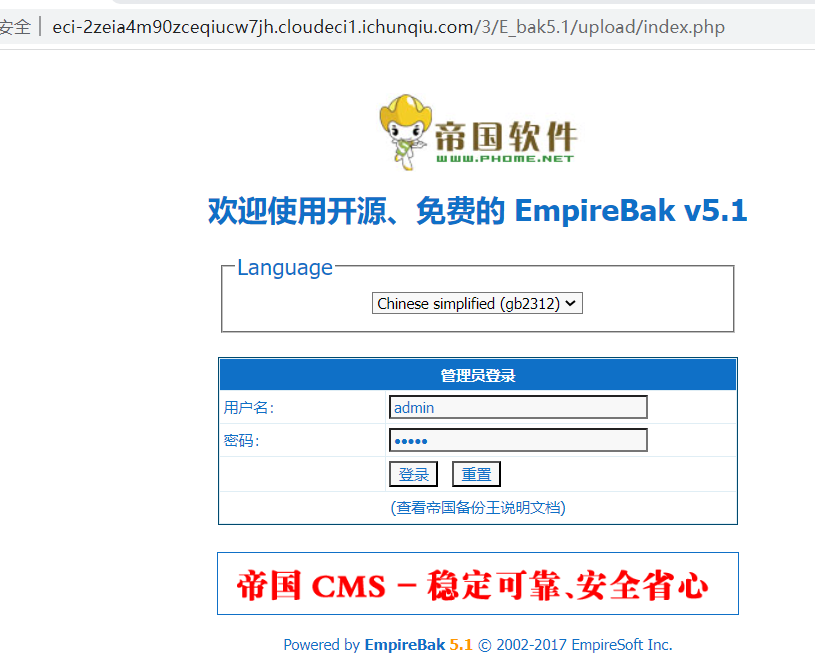 安全 | eci-2zeia4m90zceqiucw7jh.cloudeci1.ichunqiu.com/3/E_bak5.1/upload/index.php
帝国软件
WWW.PHOME.NET
欢迎使用开源、免费的 EmpireBak v5.1
Language
Chinese simplified (gb2312)
管理员登录
用户名: admin
密码: •••••
登录 重置
(查看帝国备份王说明文档)
帝国 CMS – 稳定可靠、安全省心
Powered by EmpireBak 5.1 © 2002-2017 EmpireSoft Inc.